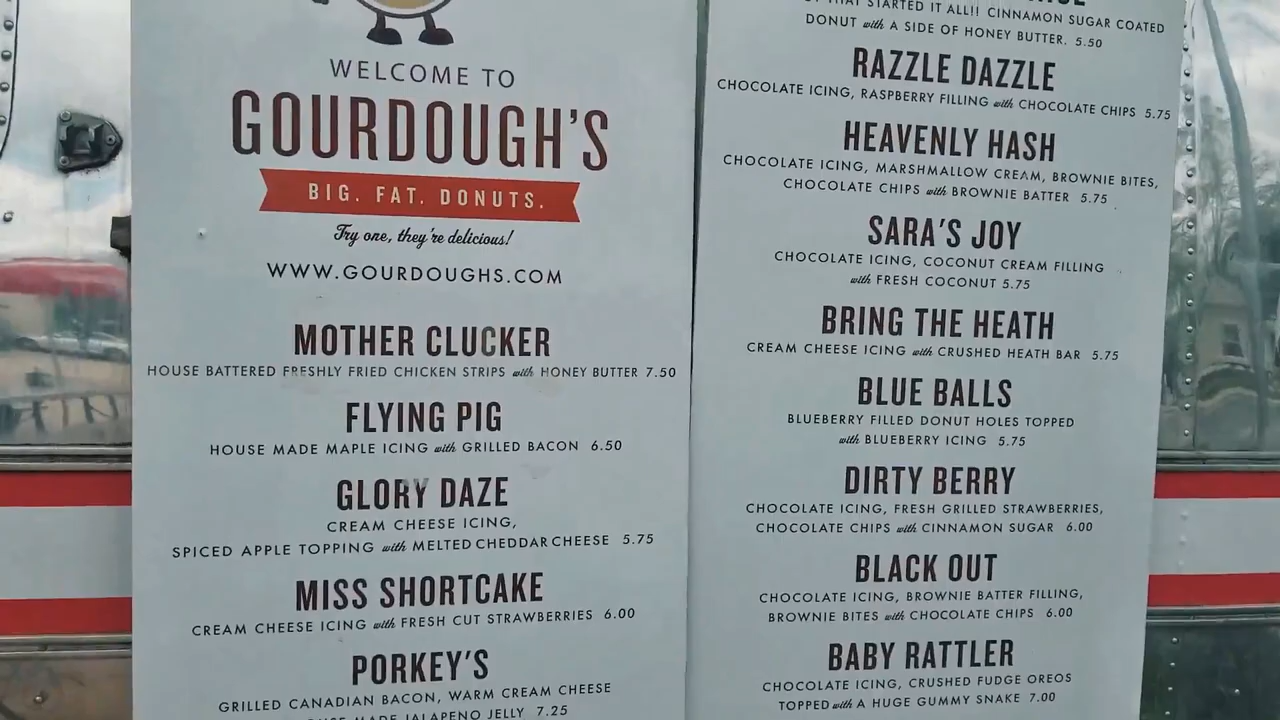 WELCOME TO
GOURDOUGH'S
BIG. FAT. DONUTS.
Try one, they're delicious!
WWW.GOURDOUGHS.COM
MOTHER CLUCKER
HOUSE BATTERED FRESHLY FRIED CHICKEN STRIPS with HONEY BUTTER 7.50
FLYING PIG
HOUSE MADE MAPLE ICING with GRILLED BACON 6.50
GLORY DAZE
CREAM CHEESE ICING,
SPICED APPLE TOPPING with MELTED CHEDDAR CHEESE 5.75
MISS SHORTCAKE
CREAM CHEESE ICING with FRESH CUT STRAWBERRIES 6.00
PORKEY'S
GRILLED CANADIAN BACON, WARM CREAM CHEESE
MADE JALAPENO JELLY 7.25
THAT STARTED IT ALL!! CINNAMON SUGAR COATED
DONUT with A SIDE OF HONEY BUTTER. 5.50
RAZZLE DAZZLE
CHOCOLATE ICING, RASPBERRY FILLING with CHOCOLATE CHIPS 5.75
HEAVENLY HASH
CHOCOLATE ICING, MARSHMALLOW CREAM, BROWNIE BITES,
CHOCOLATE CHIPS with BROWNIE BATTER 5.75
SARA'S JOY
CHOCOLATE ICING, COCONUT CREAM FILLING
with FRESH COCONUT 5.75
BRING THE HEATH
CREAM CHEESE ICING with CRUSHED HEATH BAR 5.75
BLUE BALLS
BLUEBERRY FILLED DONUT HOLES TOPPED
with BLUEBERRY ICING 5.75
DIRTY BERRY
CHOCOLATE ICING, FRESH GRILLED STRAWBERRIES,
CHOCOLATE CHIPS with CINNAMON SUGAR 6.00
BLACK OUT
CHOCOLATE ICING, BROWNIE BATTER FILLING,
BROWNIE BITES with CHOCOLATE CHIPS 6.00
BABY RATTLER
CHOCOLATE ICING, CRUSHED FUDGE OREOS
TOPPED with A HUGE GUMMY SNAKE 7.00